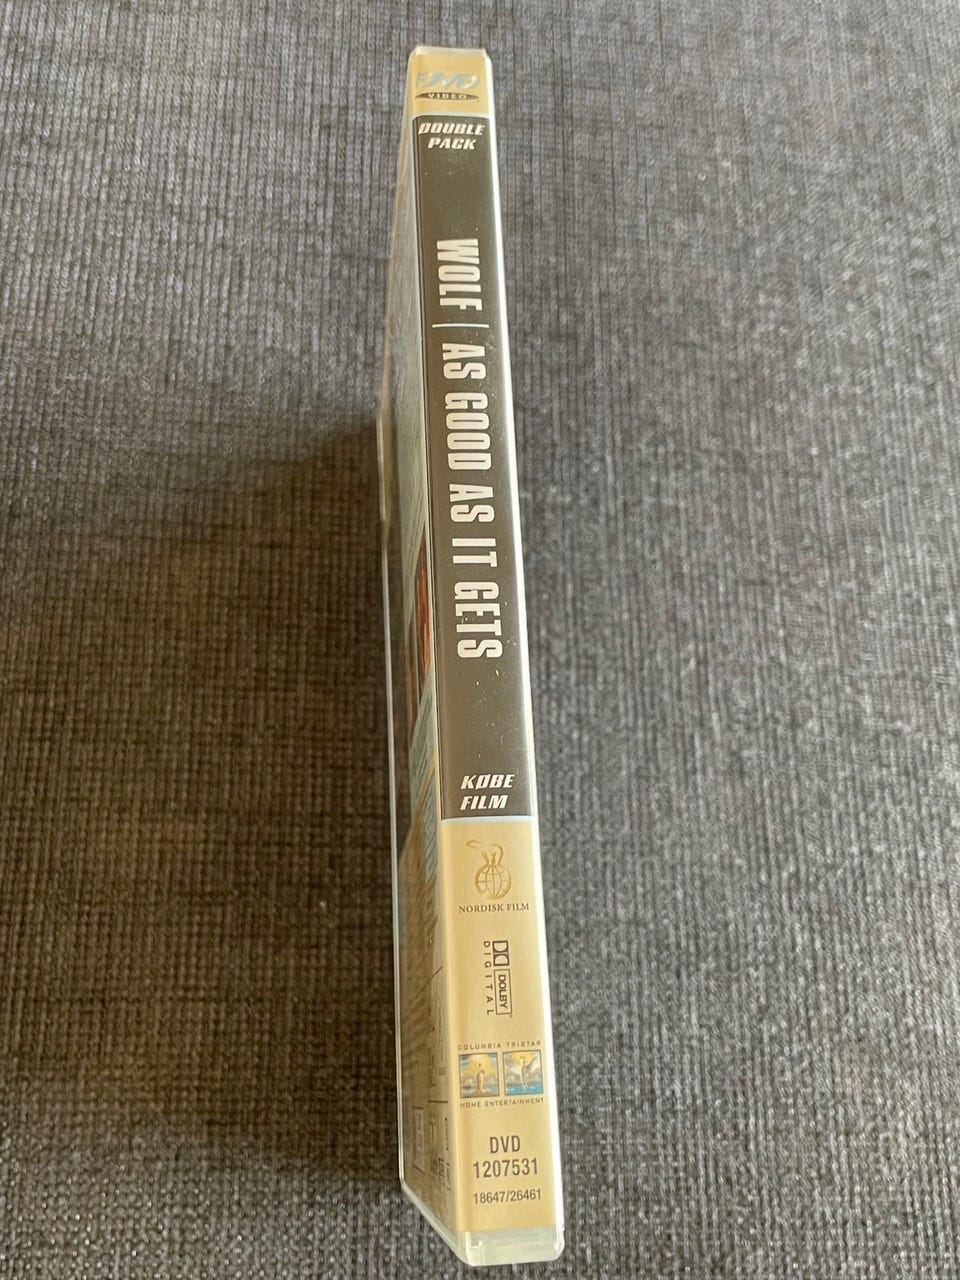 DVD
VIDEO
DOUBLE
PACK
WOLF | AS GOOD AS IT GETS
KØBE
FILM
NORDISK FILM
DOLBY
DIGITAL
COLUMBIA TRISTAR
HOME ENTERTAINMENT
DVD
1207531
18647/26461